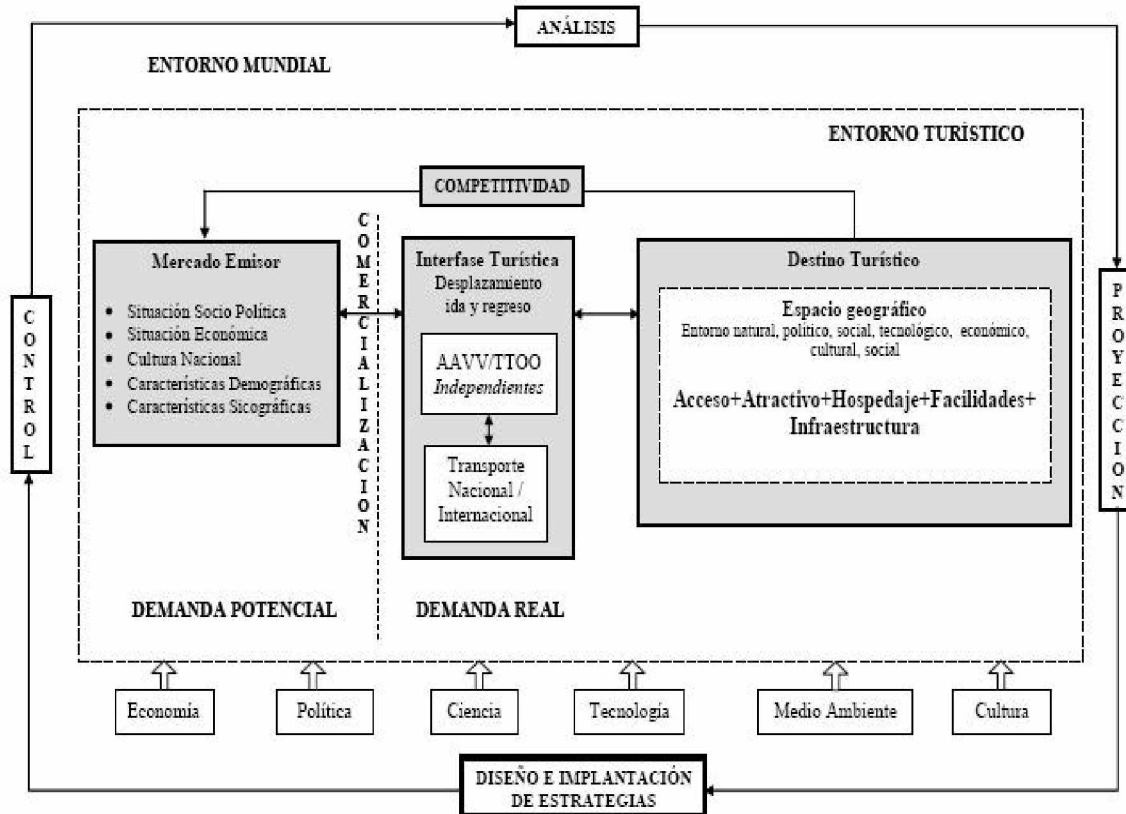 ANÁLISIS
ENTORNO MUNDIAL
ENTORNO TURÍSTICO
COMPETITIVIDAD
CONTROL
Mercado Emisor
• Situación Socio Política
• Situación Económica
• Cultura Nacional
• Características Demográficas
• Características Sicográficas
COMERCIALIZACION
Interfase Turística
Desplazamiento
ida y regreso
AAVV/TTOO
Independientes
Transporte
Nacional /
Internacional
Destino Turístico
Espacio geográfico
Entorno natural, político, social, tecnológico, económico,
cultural, social
Acceso+Atractivo+Hospedaje+Facilidades+
Infraestructura
PROYECCION
DEMANDA POTENCIAL
DEMANDA REAL
Economía
Política
Ciencia
Tecnología
Medio Ambiente
Cultura
DISEÑO E IMPLANTACIÓN
DE ESTRATEGIAS